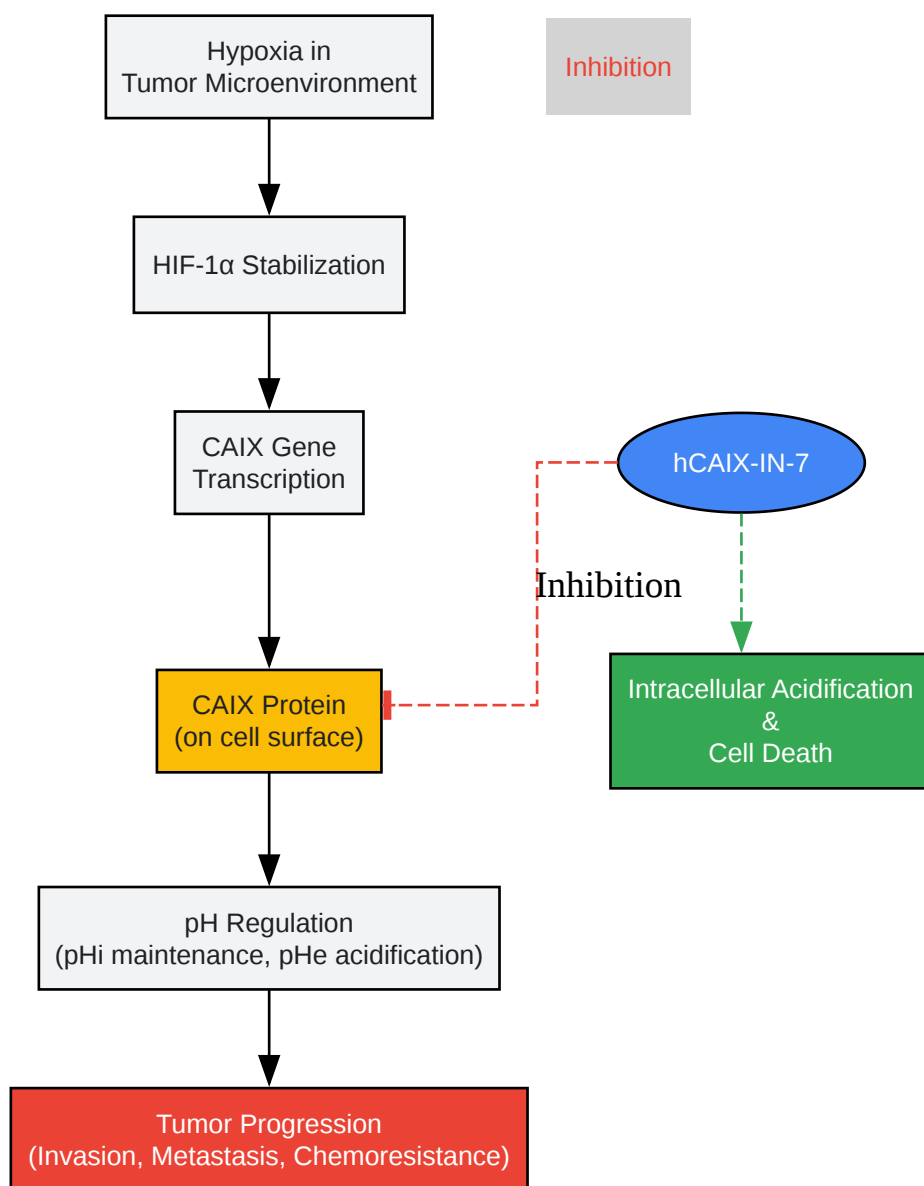 Hypoxia in
Tumor Microenvironment
Inhibition
HIF-1α Stabilization
CAIX Gene
Transcription
hCAIX-IN-7
Inhibition
CAIX Protein
(on cell surface)
Intracellular Acidification
&
Cell Death
pH Regulation
(pHi maintenance, pHe acidification)
Tumor Progression
(Invasion, Metastasis, Chemoresistance)